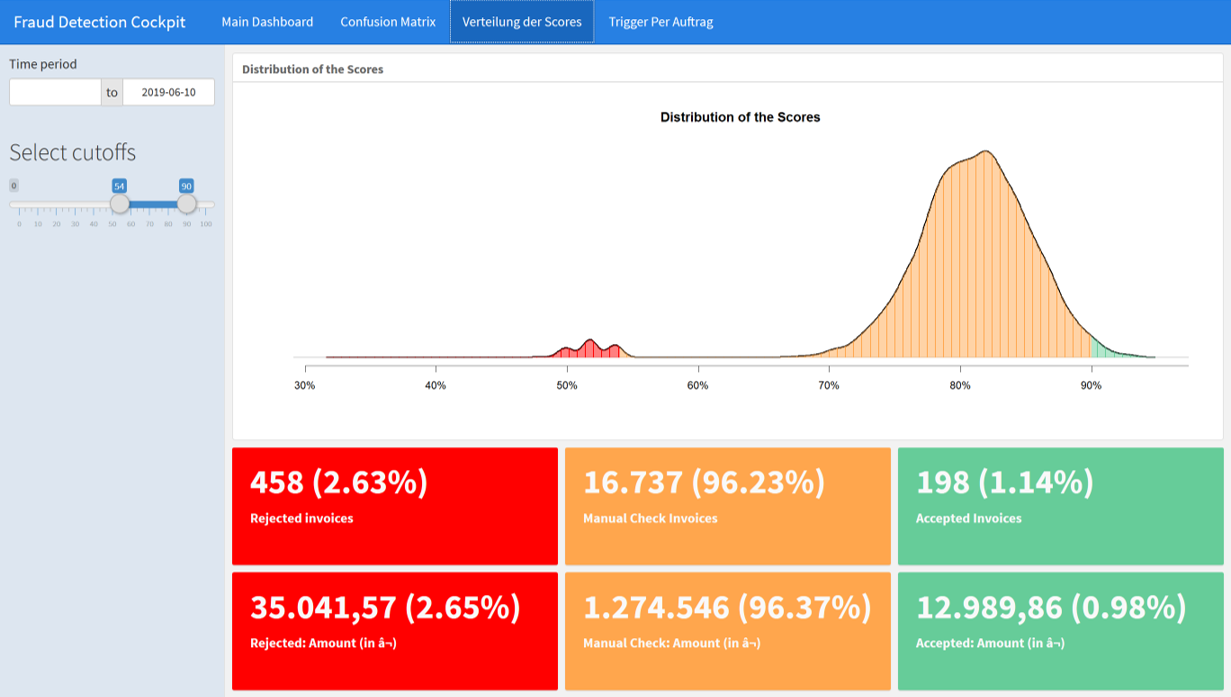 Fraud Detection Cockpit Main Dashboard Confusion Matrix Verteilung der Scores Trigger Per Auftrag
Time period
to 2019-06-10
Select cutoffs
0 54 90
0 10 20 30 40 50 60 70 80 90 100
Distribution of the Scores
Distribution of the Scores
30% 40% 50% 60% 70% 80% 90%
458 (2.63%)
Rejected invoices
16.737 (96.23%)
Manual Check Invoices
198 (1.14%)
Accepted Invoices
35.041,57 (2.65%)
Rejected: Amount (in â¬)
1.274.546 (96.37%)
Manual Check: Amount (in â¬)
12.989,86 (0.98%)
Accepted: Amount (in â¬)